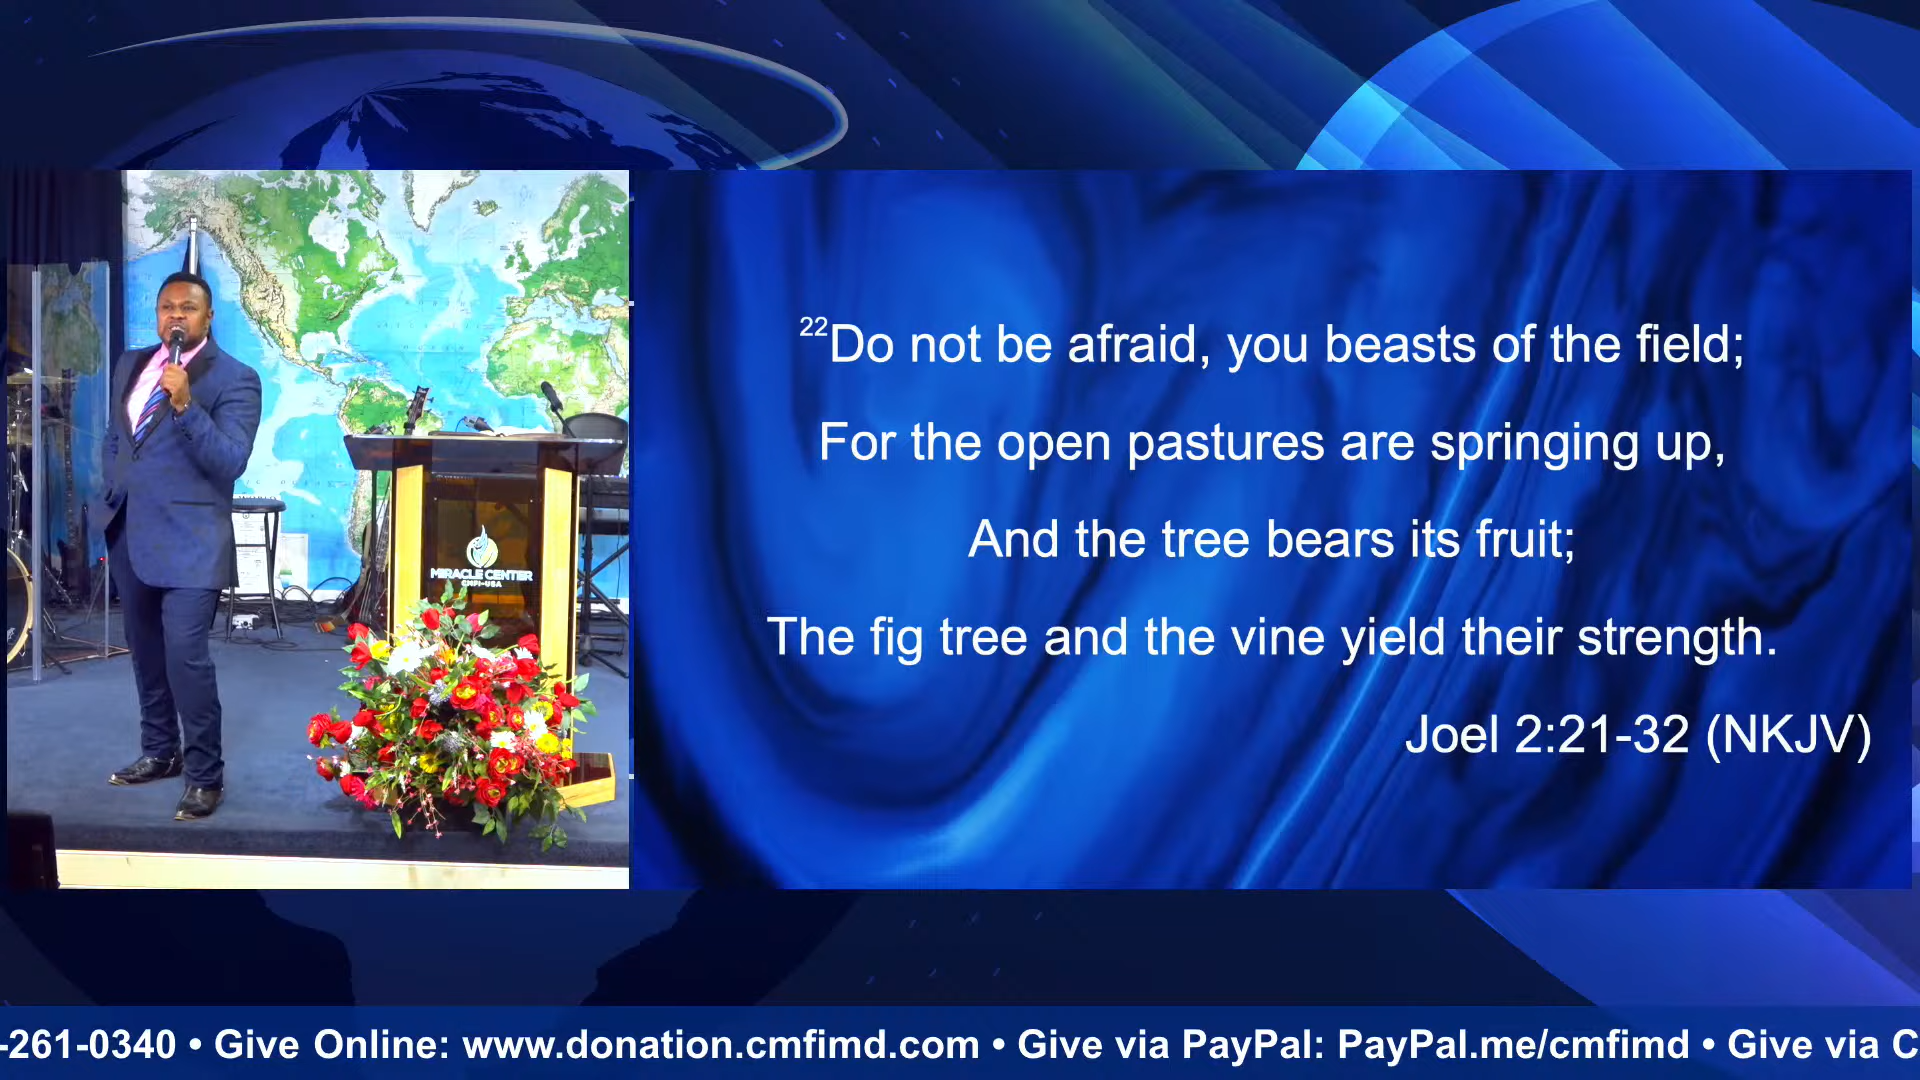 22Do not be afraid, you beasts of the field;
For the open pastures are springing up,
And the tree bears its fruit;
The fig tree and the vine yield their strength.
Joel 2:21-32 (NKJV)
MIRACLE CENTER
CMFI-USA
-261-0340 • Give Online: www.donation.cmfimd.com • Give via PayPal: PayPal.me/cmfimd • Give via C